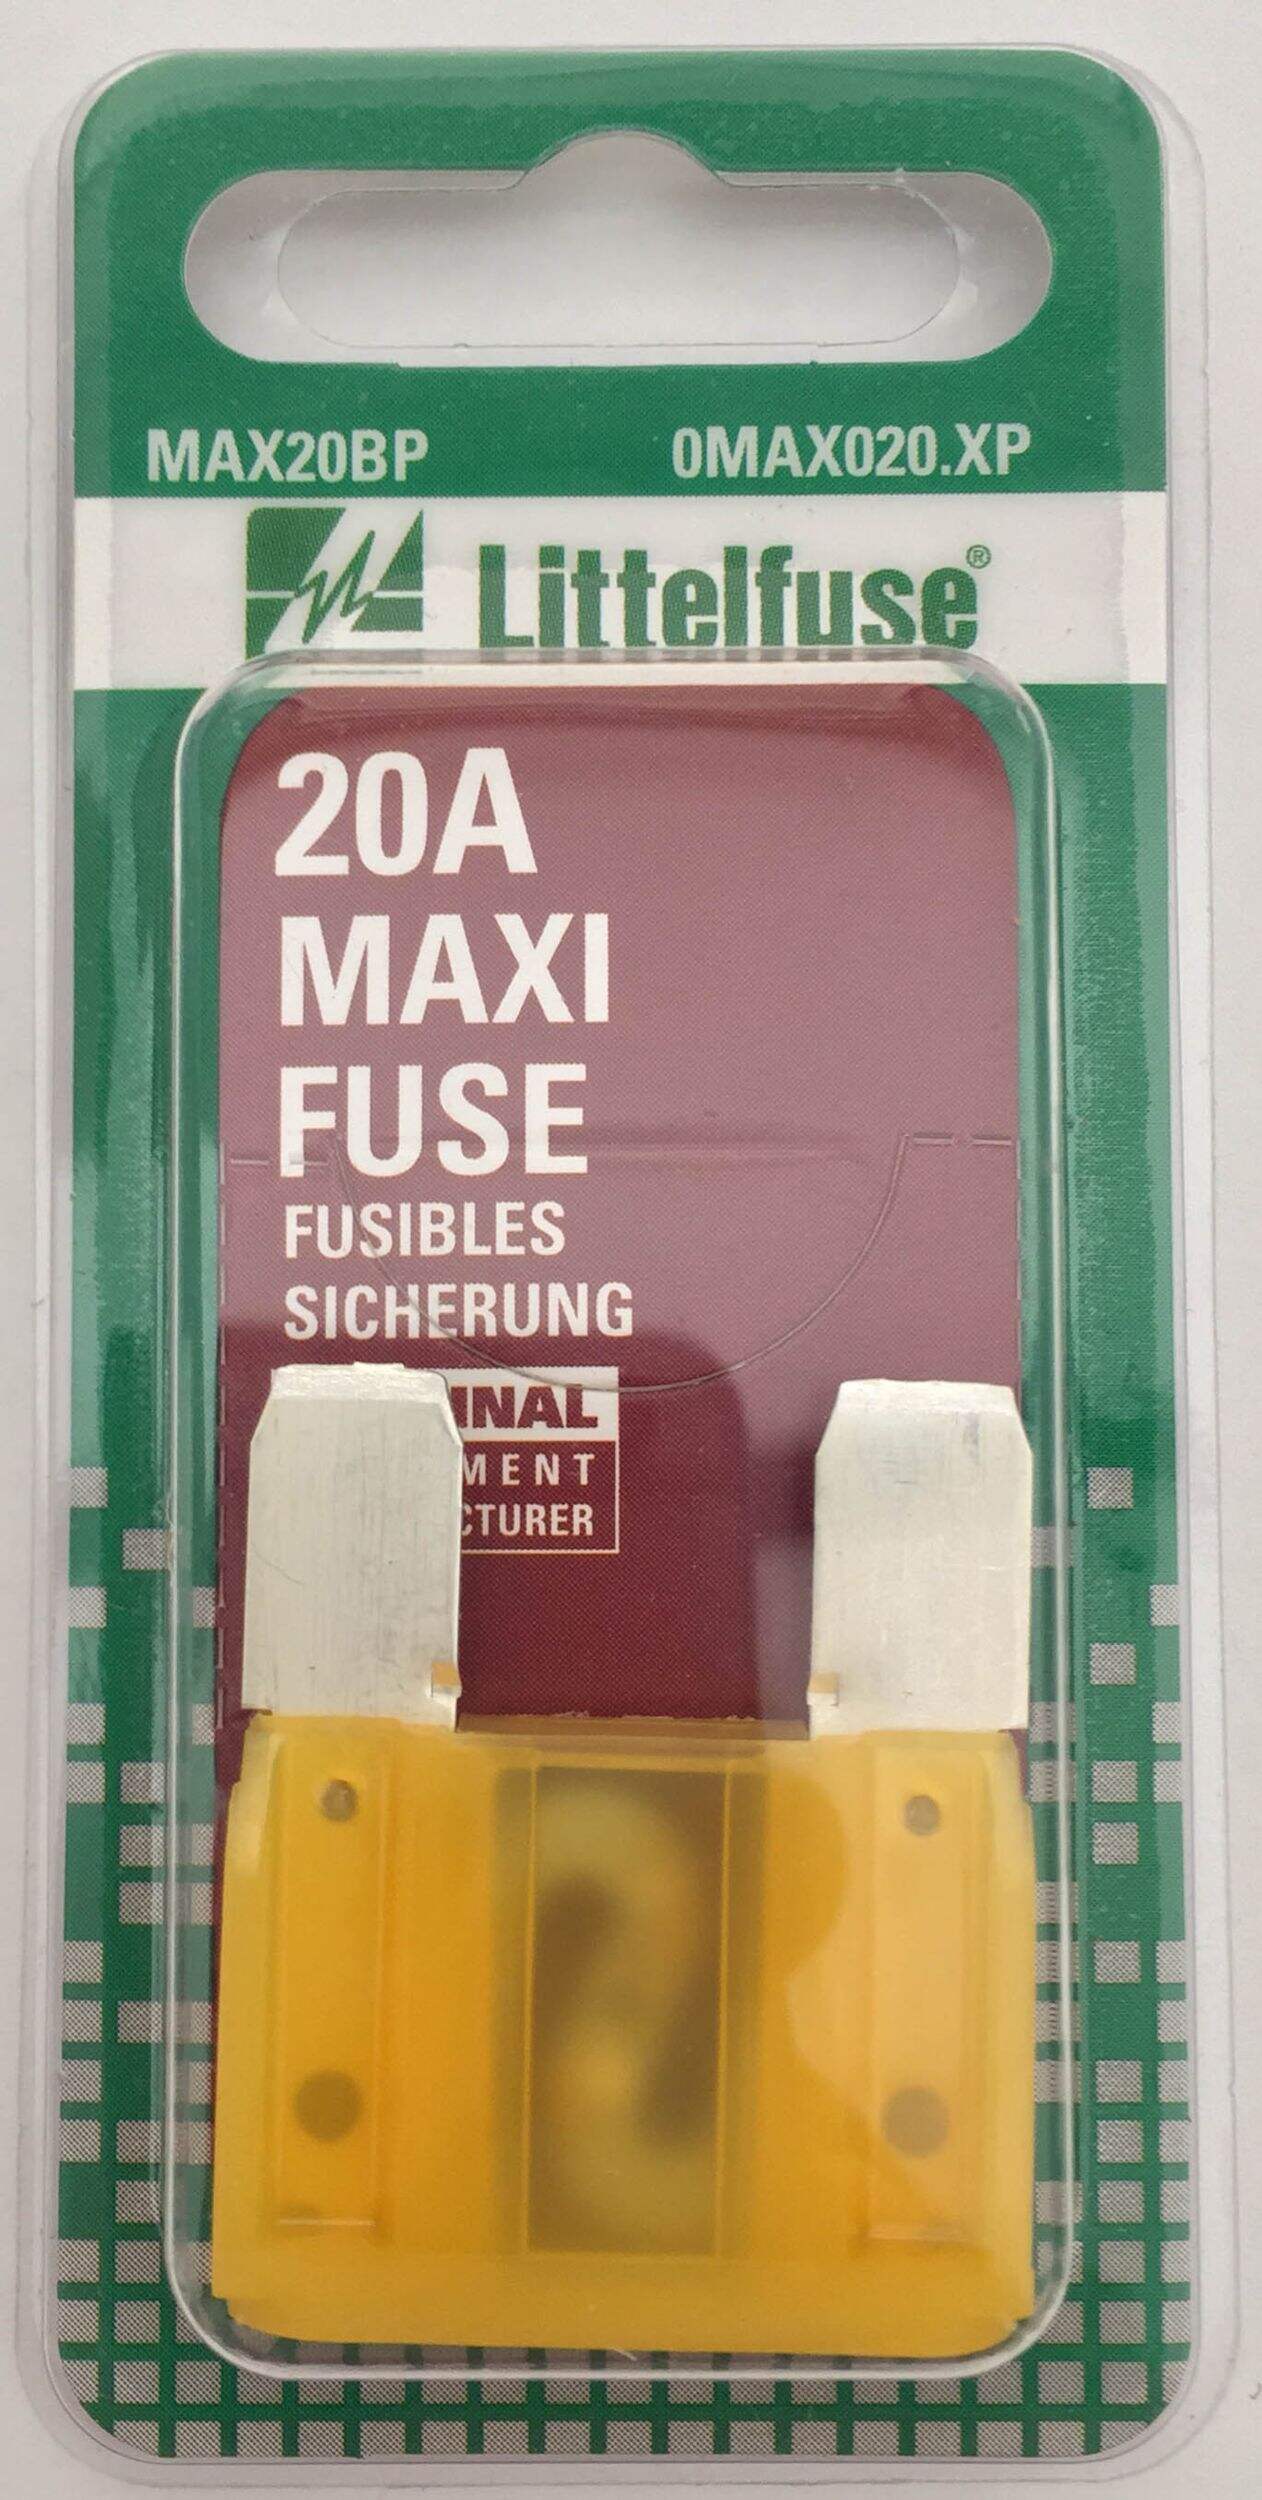 MAX20BP 0MAX020.XP
Littelfuse®
20A
MAXI
FUSE
FUSIBLES
SICHERUNG